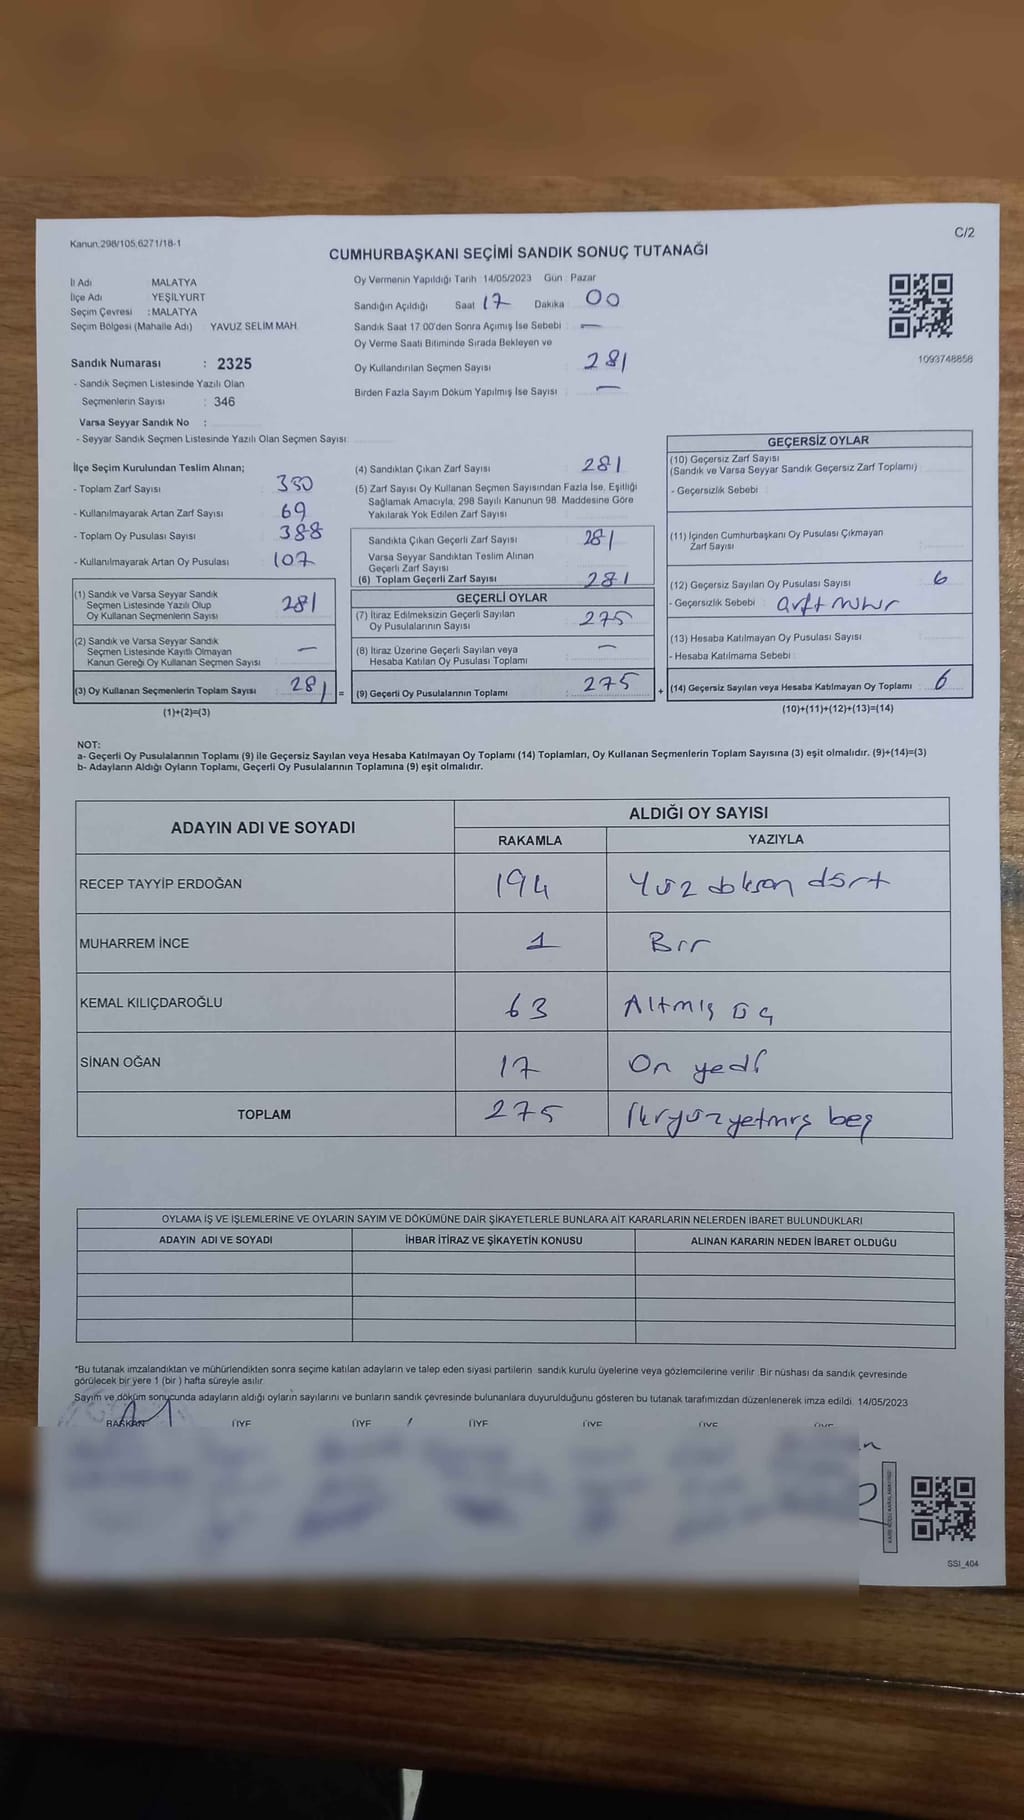 Kanun;298/105;6271/18-1
C/2
CUMHURBAŞKANI SEÇİMİ SANDIK SONUÇ TUTANAĞI
İl Adı MALATYA
İlçe Adı YEŞİLYURT
Seçim Çevresi : MALATYA
Seçim Bölgesi (Mahalle Adı) YAVUZ SELİM MAH.
Sandık Numarası : 2325
- Sandık Seçmen Listesinde Yazılı Olan
Seçmenlerin Sayısı : 346
Varsa Seyyar Sandık No :
- Seyyar Sandık Seçmen Listesinde Yazılı Olan Seçmen Sayısı:
Oy Vermenin Yapıldığı Tarih 14/05/2023 Gün : Pazar
Sandığın Açıldığı Saat 17 Dakika 00
Sandık Saat 17.00'den Sonra Açımış İse Sebebi : —
Oy Verme Saati Bitiminde Sırada Bekleyen ve
Oy Kullandırılan Seçmen Sayısı 281
Birden Fazla Sayım Döküm Yapılmış İse Sayısı : —
1093748858
İlçe Seçim Kurulundan Teslim Alınan;
- Toplam Zarf Sayısı 350
- Kullanılmayarak Artan Zarf Sayısı 69
- Toplam Oy Pusulası Sayısı 388
- Kullanılmayarak Artan Oy Pusulası 107
(1) Sandık ve Varsa Seyyar Sandık
Seçmen Listesinde Yazılı Olup
Oy Kullanan Seçmenlerin Sayısı 281
(2) Sandık ve Varsa Seyyar Sandık
Seçmen Listesinde Kayıtlı Olmayan
Kanun Gereği Oy Kullanan Seçmen Sayısı —
(3) Oy Kullanan Seçmenlerin Toplam Sayısı 281 =
(1)+(2)=(3)
(4) Sandıktan Çıkan Zarf Sayısı 281
(5) Zarf Sayısı Oy Kullanan Seçmen Sayısından Fazla İse, Eşitliği
Sağlamak Amacıyla, 298 Sayılı Kanunun 98. Maddesine Göre
Yakılarak Yok Edilen Zarf Sayısı
Sandıkta Çıkan Geçerli Zarf Sayısı 281
Varsa Seyyar Sandıktan Teslim Alınan
Geçerli Zarf Sayısı
(6) Toplam Geçerli Zarf Sayısı 281
GEÇERLİ OYLAR
(7) İtiraz Edilmeksizin Geçerli Sayılan
Oy Pusulalarının Sayısı 275
(8) İtiraz Üzerine Geçerli Sayılan veya
Hesaba Katılan Oy Pusulası Toplamı —
(9) Geçerli Oy Pusulalarının Toplamı : 275 +
GEÇERSİZ OYLAR
(10) Geçersiz Zarf Sayısı
(Sandık ve Varsa Seyyar Sandık Geçersiz Zarf Toplamı)
- Geçersizlik Sebebi :
(11) İçinden Cumhurbaşkanı Oy Pusulası Çıkmayan
Zarf Sayısı
(12) Geçersiz Sayılan Oy Pusulası Sayısı 6
- Geçersizlik Sebebi :
(13) Hesaba Katılmayan Oy Pusulası Sayısı
- Hesaba Katılmama Sebebi :
(14) Geçersiz Sayılan veya Hesaba Katılmayan Oy Toplamı : 6
(10)+(11)+(12)+(13)=(14)
NOT:
a- Geçerli Oy Pusulalarının Toplamı (9) ile Geçersiz Sayılan veya Hesaba Katılmayan Oy Toplamı (14) Toplamları, Oy Kullanan Seçmenlerin Toplam Sayısına (3) eşit olmalıdır. (9)+(14)=(3)
b- Adayların Aldığı Oyların Toplamı, Geçerli Oy Pusulalarının Toplamına (9) eşit olmalıdır.
ADAYIN ADI VE SOYADI ALDIĞI OY SAYISI
RAKAMLA YAZIYLA
RECEP TAYYİP ERDOĞAN 194 Yüz doksan dört
MUHARREM İNCE 1 Bir
KEMAL KILIÇDAROĞLU 63 Altmış üç
SİNAN OĞAN 17 On yedi
TOPLAM 275 İkiyüzyetmiş beş
OYLAMA İŞ VE İŞLEMLERİNE VE OYLARIN SAYIM VE DÖKÜMÜNE DAİR ŞİKAYETLERLE BUNLARA AİT KARARLARIN NELERDEN İBARET BULUNDUKLARI
ADAYIN ADI VE SOYADI İHBAR İTİRAZ VE ŞİKAYETİN KONUSU ALINAN KARARIN NEDEN İBARET OLDUĞU
*Bu tutanak imzalandıktan ve mühürlendikten sonra seçime katılan adayların ve talep eden siyasi partilerin sandık kurulu üyelerine veya gözlemcilerine verilir. Bir nüshası da sandık çevresinde
görülecek bir yere 1 (bir) hafta süreyle asılır.
Sayım ve döküm sonucunda adayların aldığı oyların sayılarını ve bunların sandık çevresinde bulunanlara duyurulduğunu gösteren bu tutanak tarafımızdan düzenlenerek imza edildi. 14/05/2023
BAŞKAN ÜYE ÜYE ÜYE ÜYE ÜYE ÜYE
SSI_404